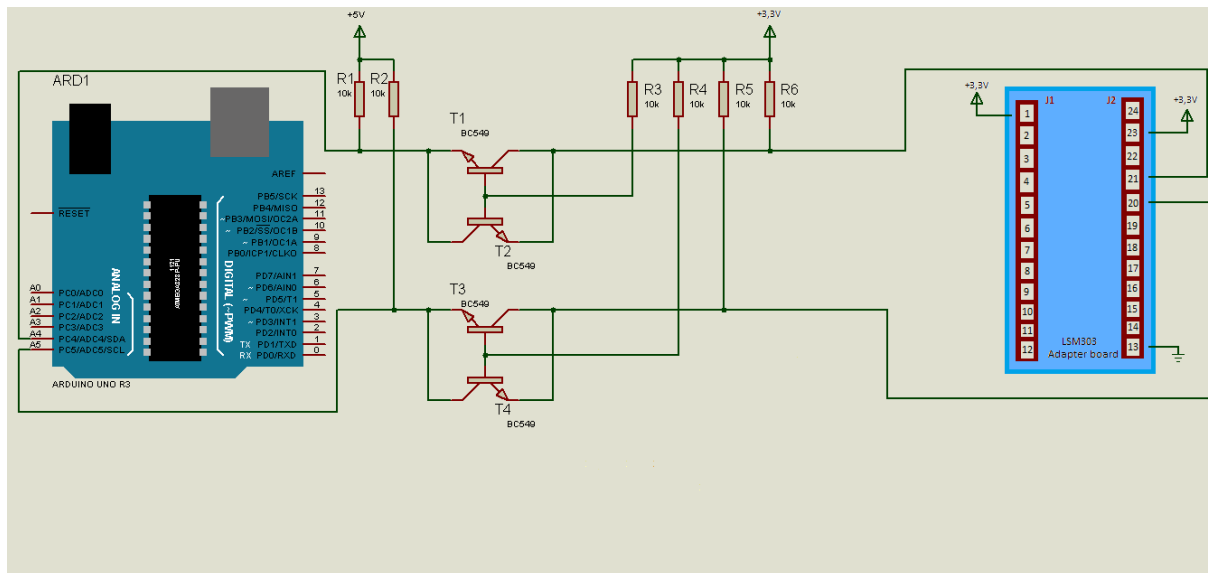 +5V
+3,3V
ARD1
R1
10k
R2
10k
R3
10k
R4
10k
R5
10k
R6
10k
+3,3V
J1
J2
+3,3V
T1
BC549
T2
BC549
T3
BC549
T4
BC549
RESET
AREF
PB5/SCK
13
PB4/MISO
12
~PB3/MOSI/OC2A
11
~ PB2/SS/OC1B
10
~ PB1/OC1A
9
PB0/ICP1/CLKO
8
PD7/AIN1
7
~ PD6/AIN0
6
~ PD5/T1
5
PD4/T0/XCK
4
~ PD3/INT1
3
PD2/INT0
2
TX PD1/TXD
1
RX PD0/RXD
0
DIGITAL (~PWM)
ANALOG IN
1121
A0
PC0/ADC0
A1
PC1/ADC1
A2
PC2/ADC2
A3
PC3/ADC3
A4
PC4/ADC4/SDA
A5
PC5/ADC5/SCL
ARDUINO UNO R3
1
2
3
4
5
6
7
8
9
10
11
12
24
23
22
21
20
19
18
17
16
15
14
13
LSM303
Adapter board